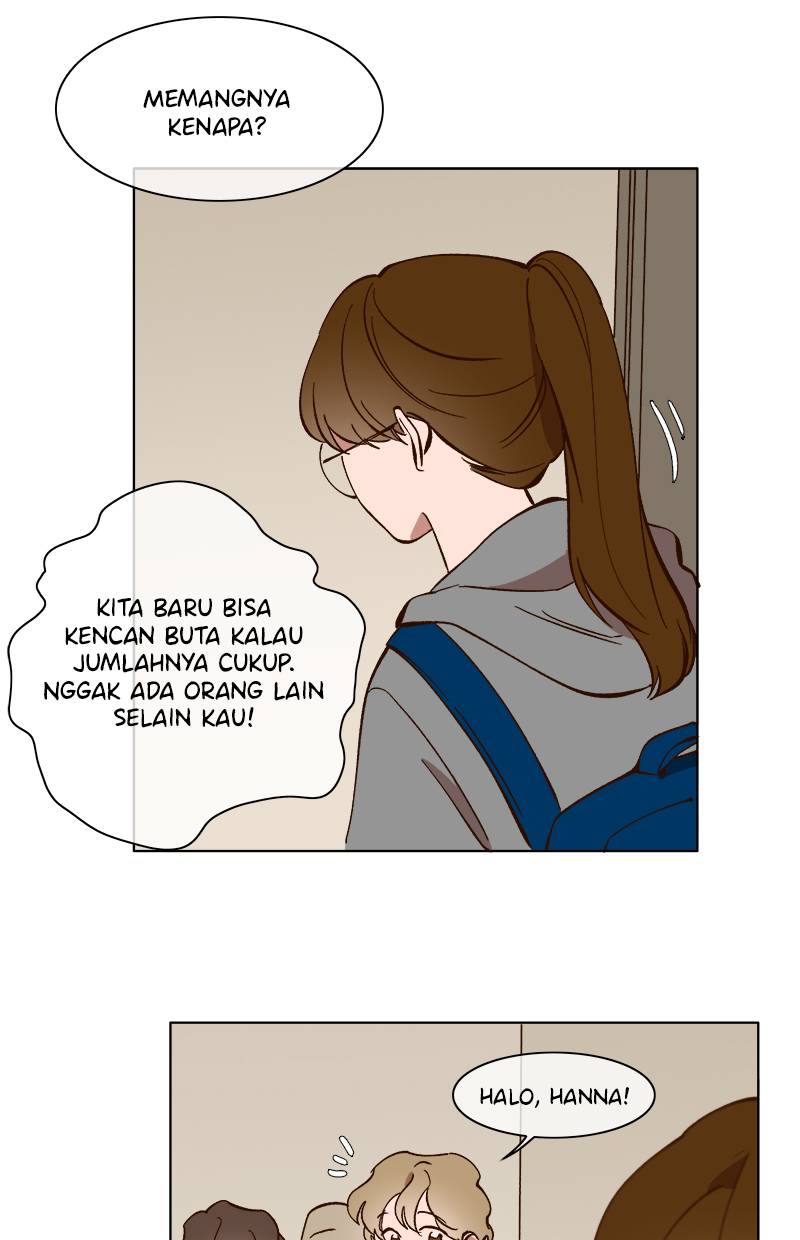 MEMANGNYA
KENAPA?
KITA BARU BISA
KENCAN BUTA KALAU
JUMLAHNYA CUKUP.
NGGAK ADA ORANG LAIN
SELAIN KAU!
HALO, HANNA!